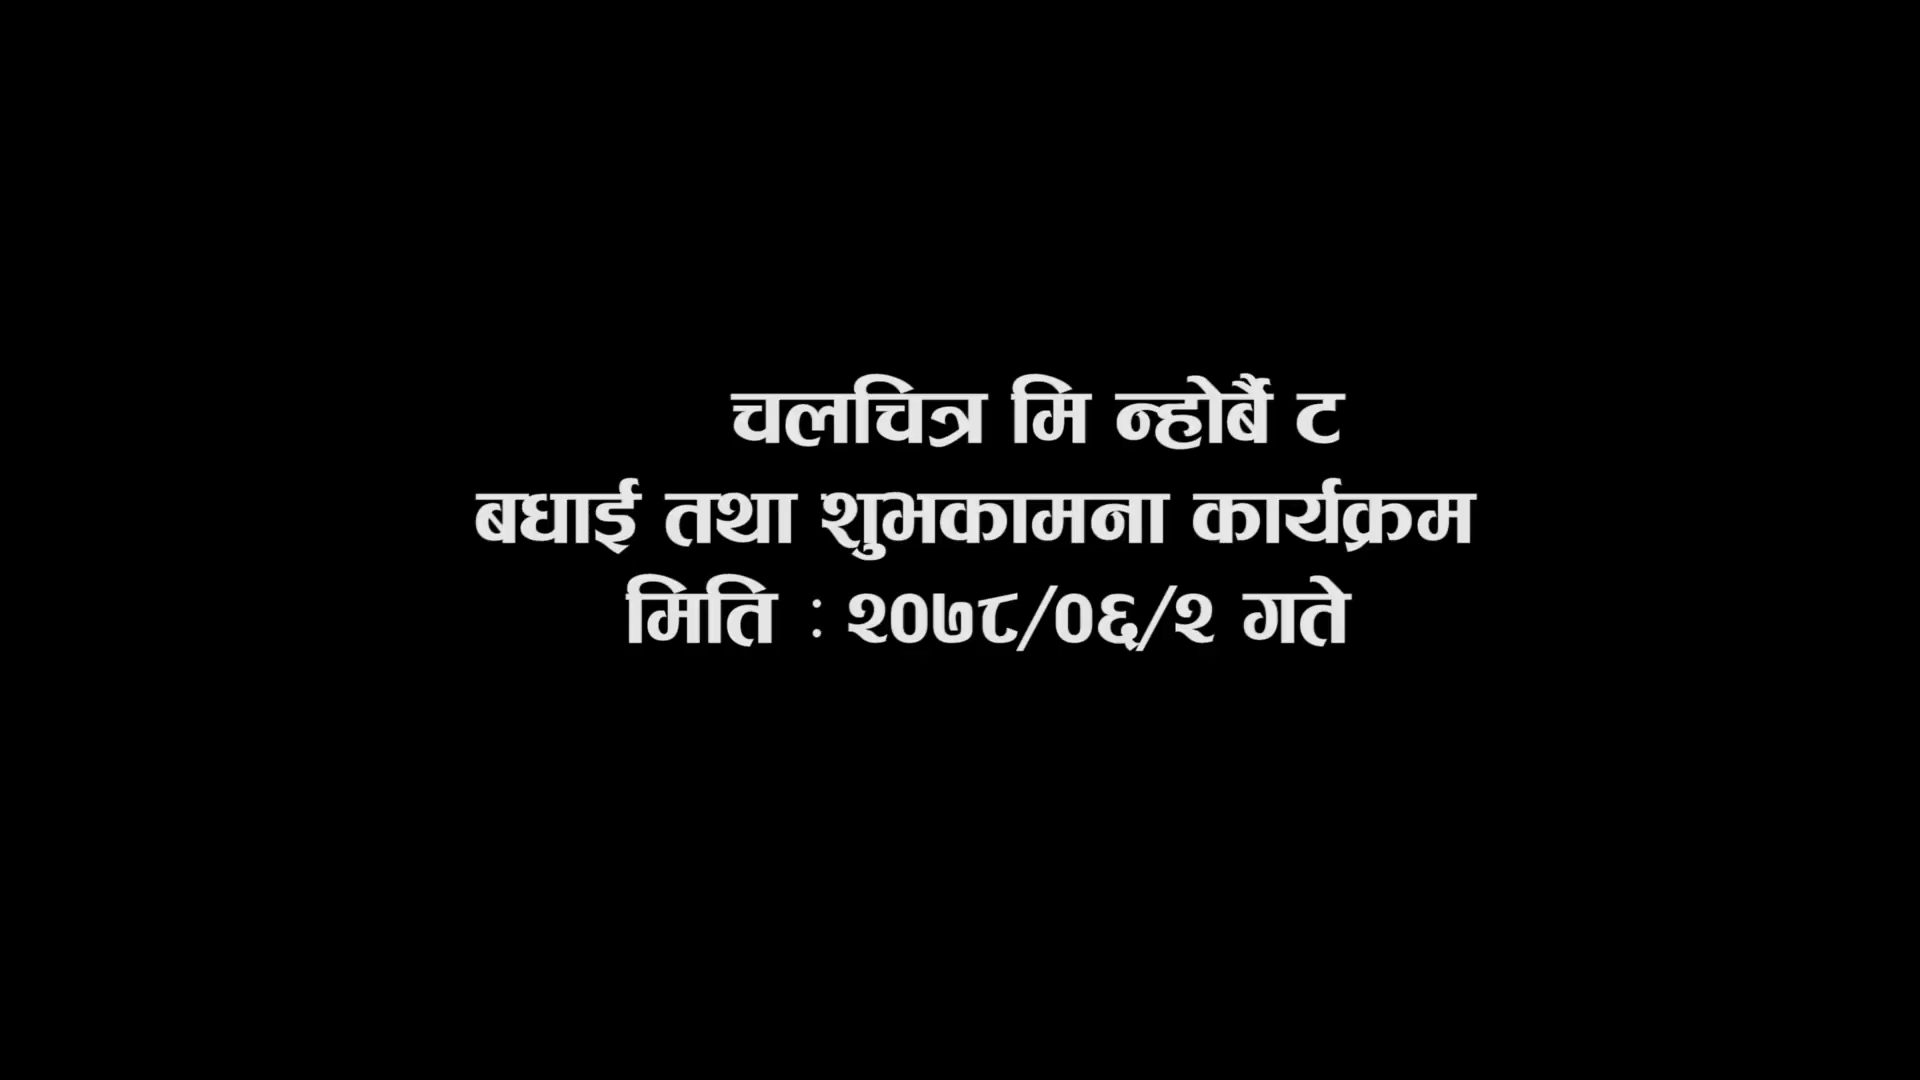 चलचित्र मि न्होर्बै ट
बधाई तथा शुभकामना कार्यक्रम
मिति : २०७८/०६/२ गते